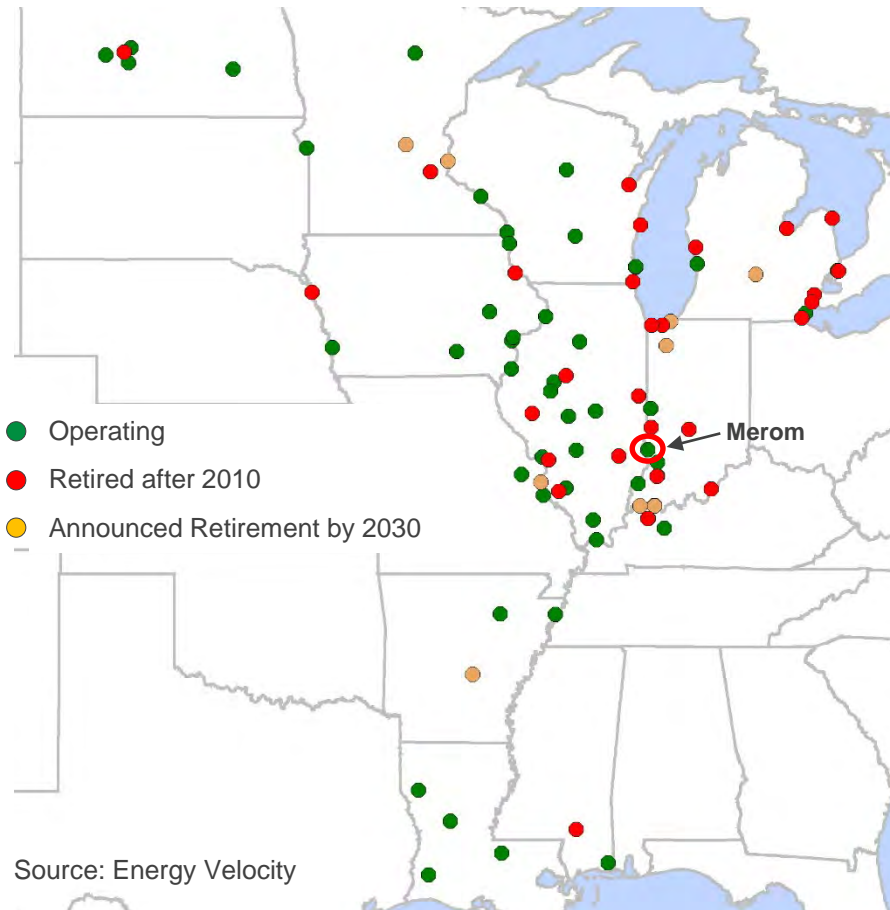 Operating
Merom
Retired after 2010
Announced Retirement by 2030
Source: Energy Velocity